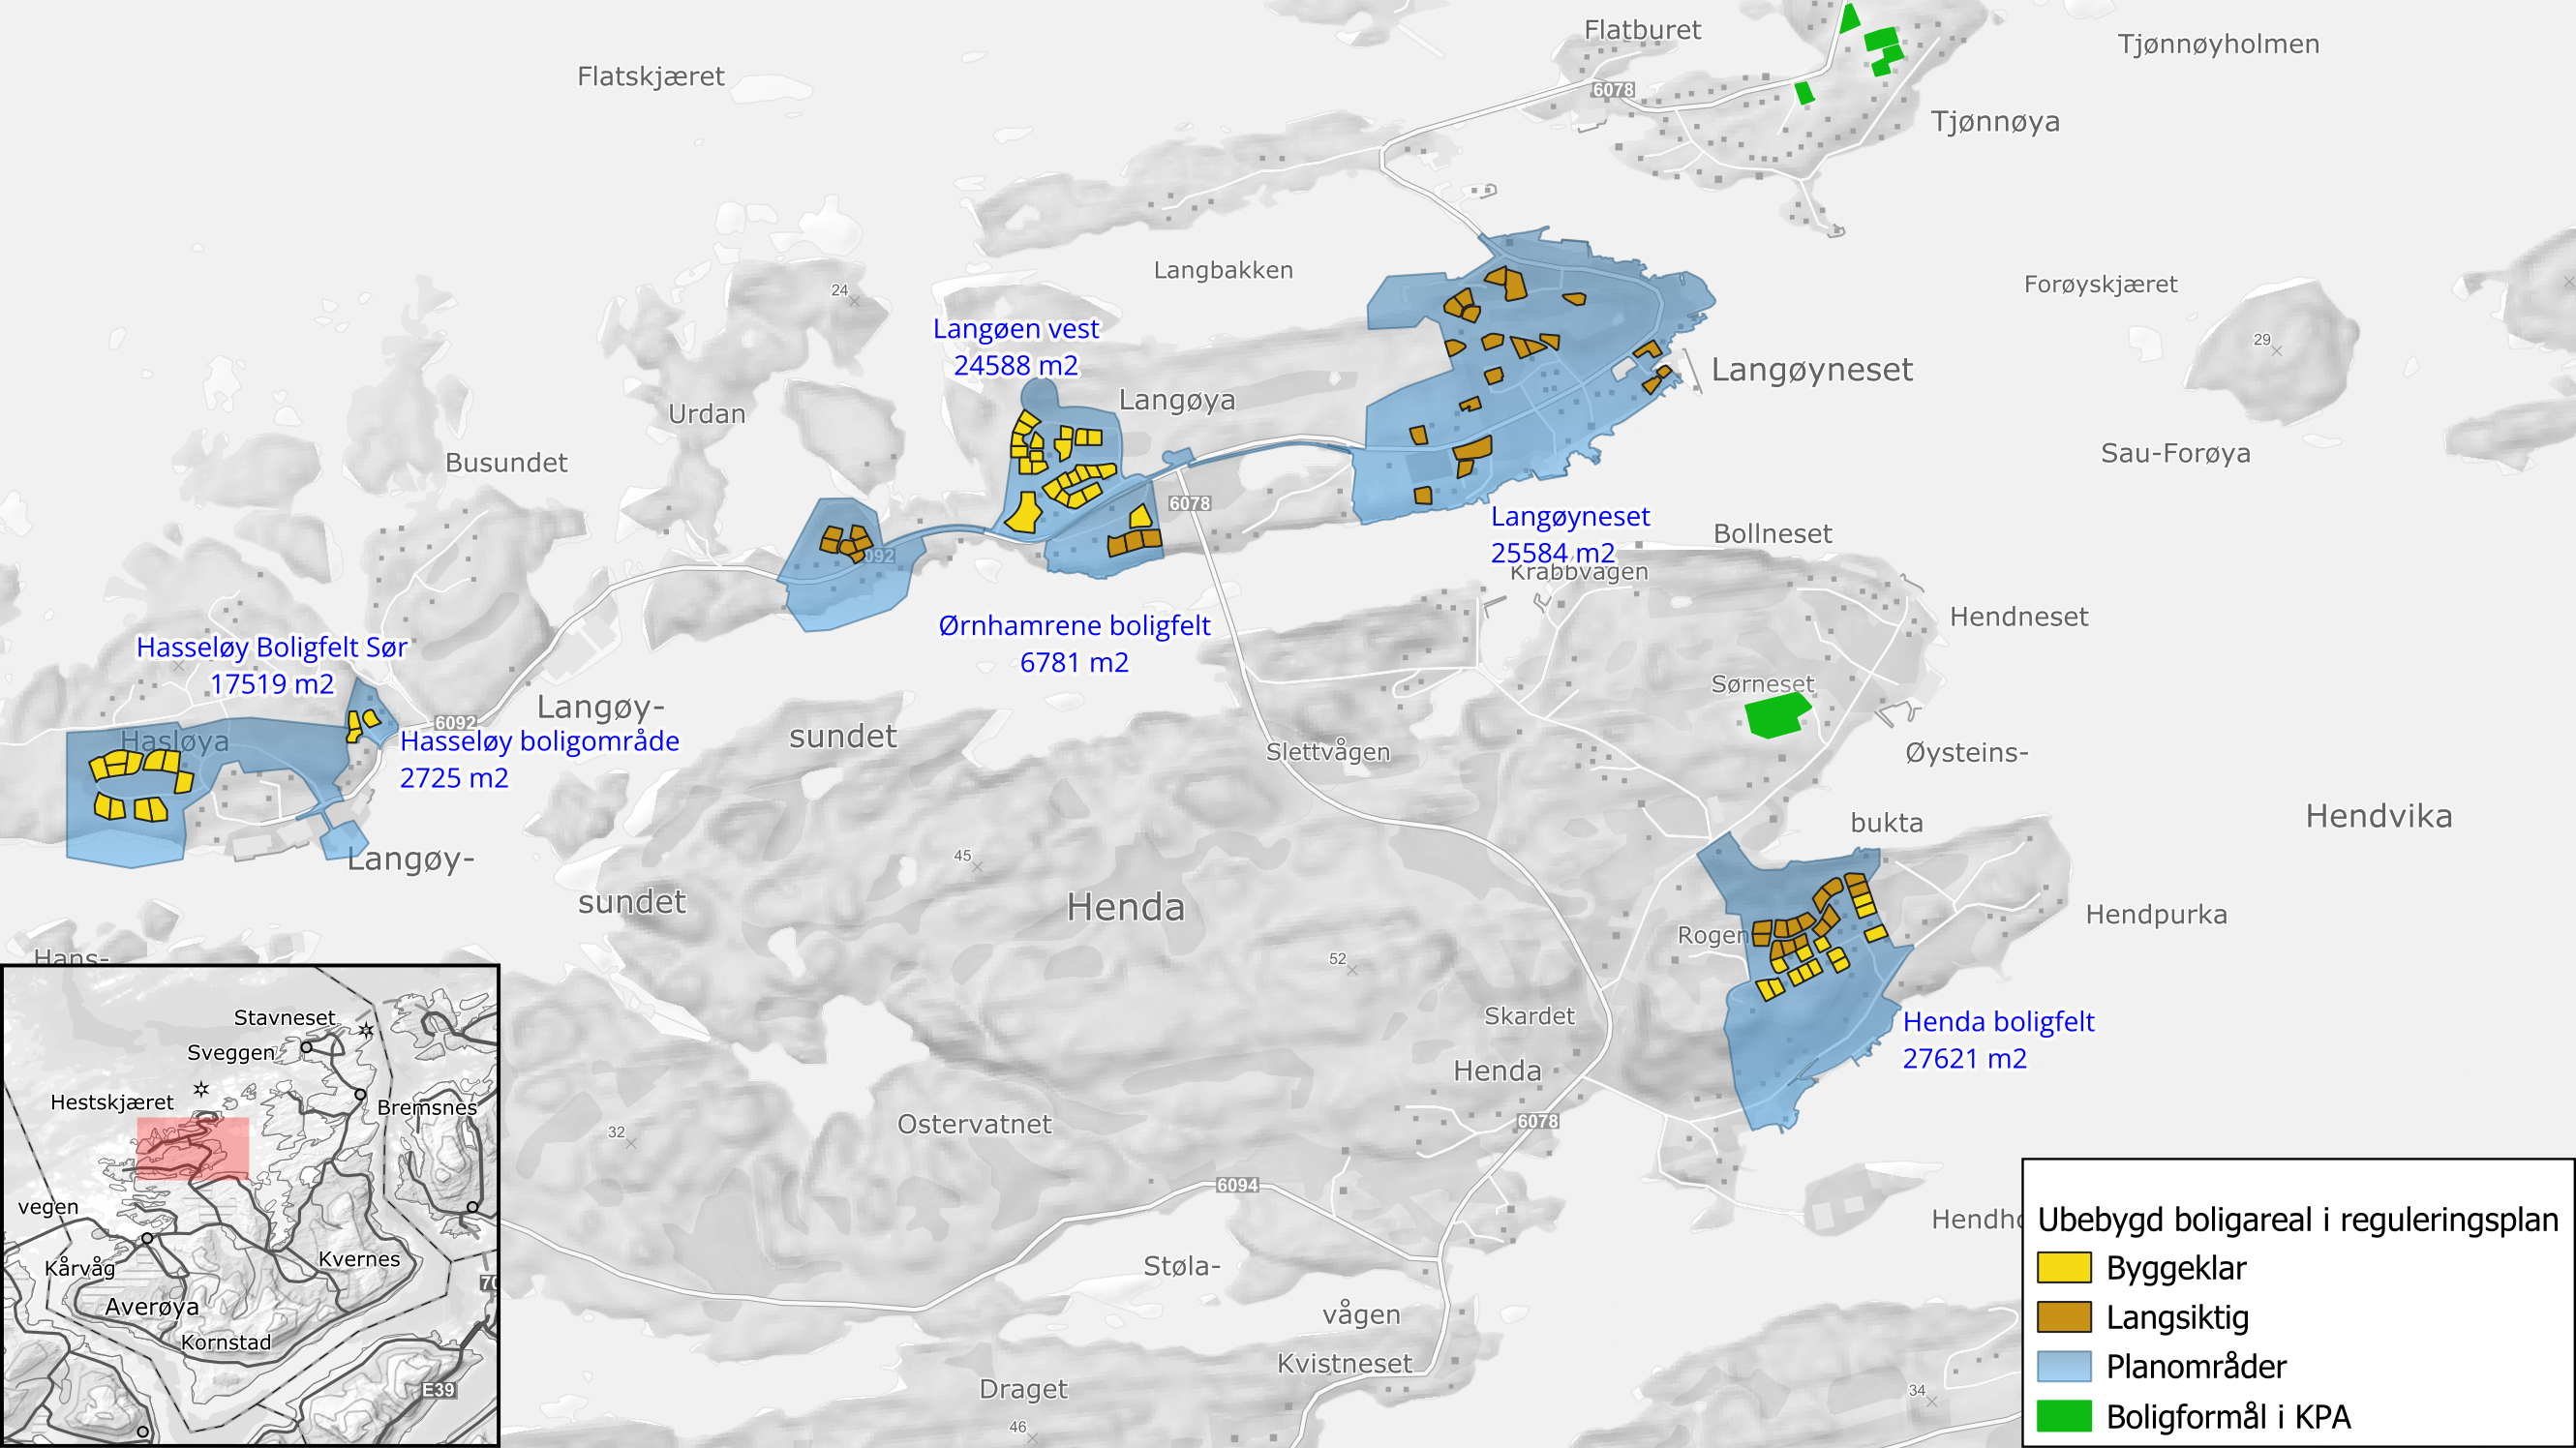 Flatburet
Tjønnøyholmen
Flatskjæret
6078
Tjønnøya
Langbakken
Forøyskjæret
24
Langøen vest
24588 m2
29
Langøyneset
Langøya
Urdan
Sau-Forøya
Busundet
6078
Langøyneset
25584 m2
Bollneset
092
Krabbvågen
Ørnhamrene boligfelt
6781 m2
Hendneset
Hasseløy Boligfelt Sør
17519 m2
Sørneset
Langøy-
sundet
6092
Hasløya
Hasseløy boligområde
2725 m2
Slettvågen
Øysteins-
bukta
Hendvika
Langøy-
sundet
45
Henda
Rogen
Hendpurka
Hans-
52
Skardet
Henda boligfelt
27621 m2
Henda
6078
Ostervatnet
32
6094
Hendho
Støla-
vågen
Kvistneset
Draget
46
34
Stavneset
Sveggen
Hestskjæret
Bremsnes
vegen
Kårvåg
Kvernes
Averøya
Kornstad
70
E39
Ubebygd boligareal i reguleringsplan
Byggeklar
Langsiktig
Planområder
Boligformål i KPA